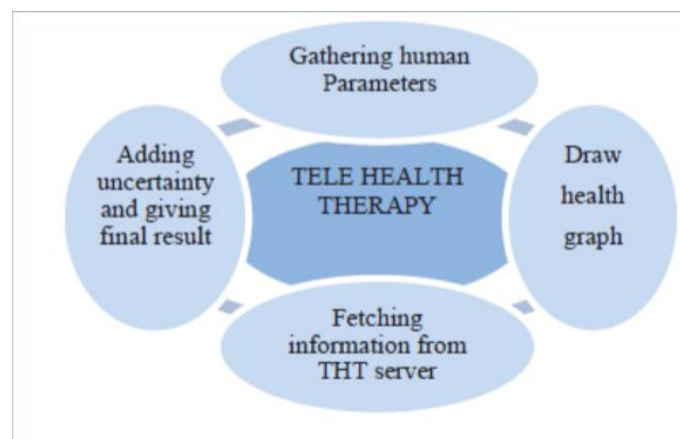 Gathering human
Parameters
Adding
uncertainty
and giving
final result
TELE HEALTH
THERAPY
Draw
health
graph
Fetching
information from
THT server